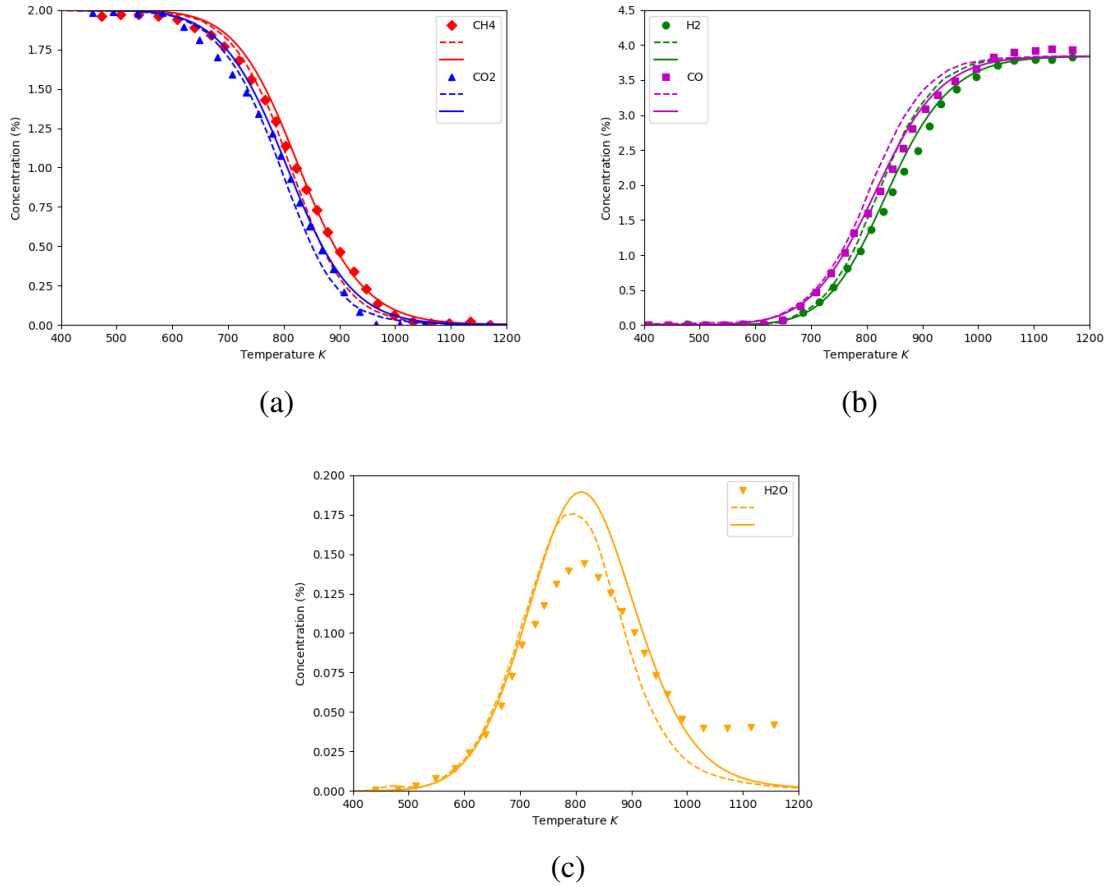 2.00
1.75
1.50
1.25
1.00
0.75
0.50
0.25
0.00
Concentration (%)
400 500 600 700 800 900 1000 1100 1200
Temperature K
CH4
CO2
(a)
4.5
4.0
3.5
3.0
2.5
2.0
1.5
1.0
0.5
0.0
Concentration (%)
400 500 600 700 800 900 1000 1100 1200
Temperature K
H2
CO
(b)
0.200
0.175
0.150
0.125
0.100
0.075
0.050
0.025
0.000
Concentration (%)
400 500 600 700 800 900 1000 1100 1200
Temperature K
H2O
(c)